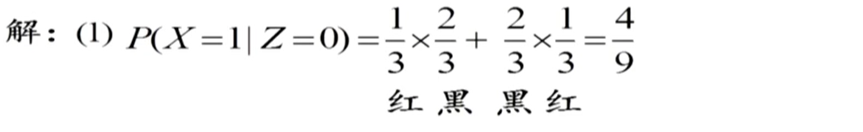 解：(1) P(X=1|Z=0)=1/3×2/3+ 2/3×1/3=4/9
红 黑 黑 红